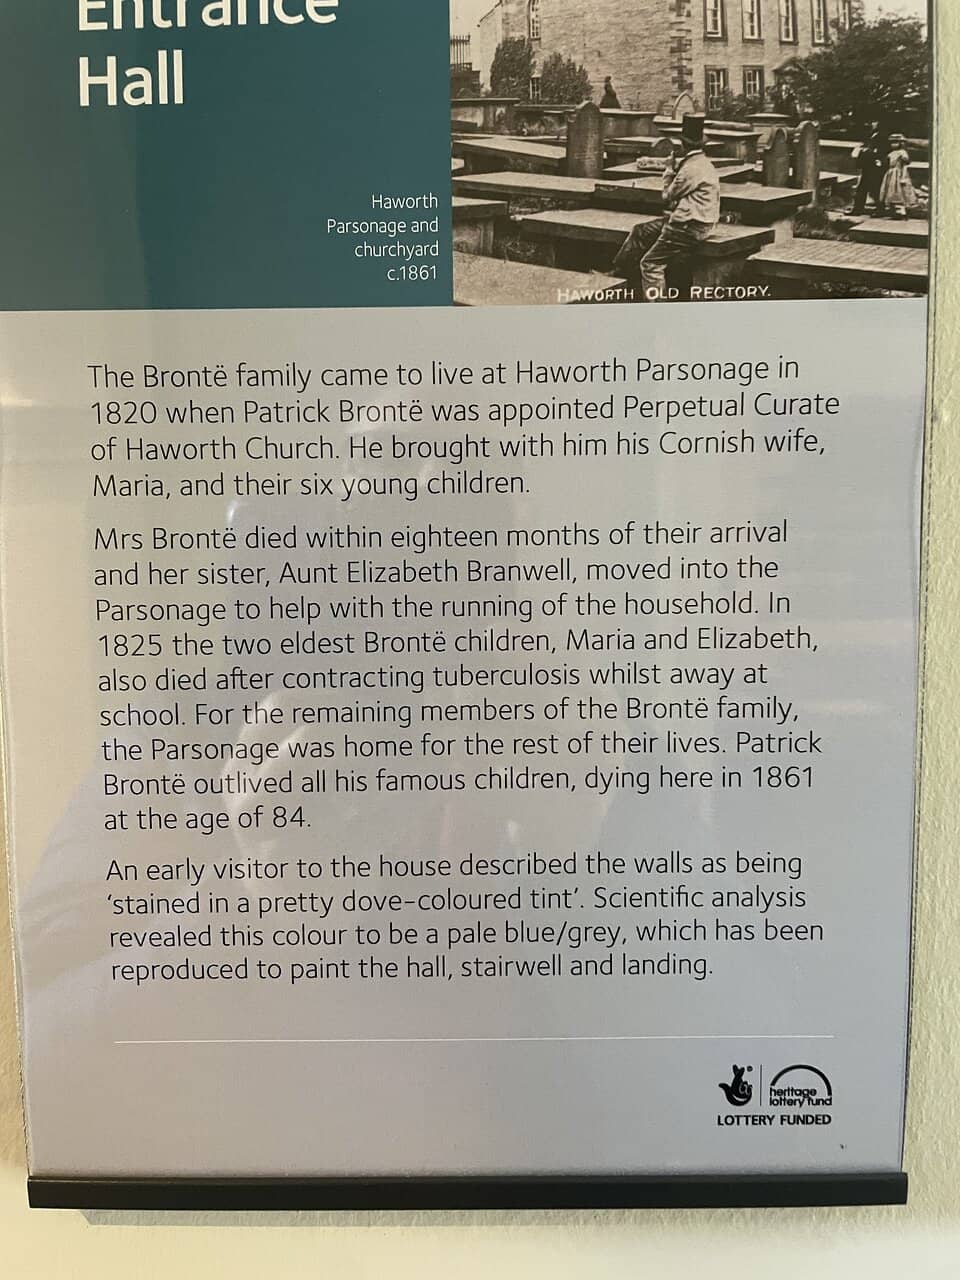 Entrance
Hall
Haworth
Parsonage and
churchyard
c.1861
HAWORTH OLD RECTORY.
The Brontë family came to live at Haworth Parsonage in
1820 when Patrick Brontë was appointed Perpetual Curate
of Haworth Church. He brought with him his Cornish wife,
Maria, and their six young children.
Mrs Brontë died within eighteen months of their arrival
and her sister, Aunt Elizabeth Branwell, moved into the
Parsonage to help with the running of the household. In
1825 the two eldest Brontë children, Maria and Elizabeth,
also died after contracting tuberculosis whilst away at
school. For the remaining members of the Brontë family,
the Parsonage was home for the rest of their lives. Patrick
Brontë outlived all his famous children, dying here in 1861
at the age of 84.
An early visitor to the house described the walls as being
‘stained in a pretty dove-coloured tint’. Scientific analysis
revealed this colour to be a pale blue/grey, which has been
reproduced to paint the hall, stairwell and landing.
heritage
lottery fund
LOTTERY FUNDED